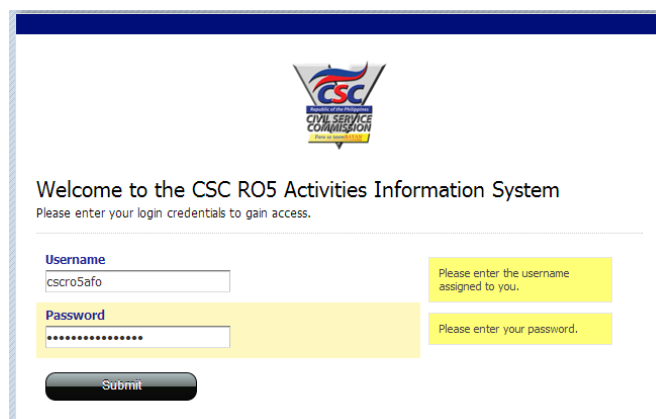 CSC
Republic of the Philippines
CIVIL SERVICE
COMMISSION
Welcome to the CSC RO5 Activities Information System
Please enter your login credentials to gain access.
Username
cscro5afo
Please enter the username
assigned to you.
Password
••••••••••••••••
Please enter your password.
Submit